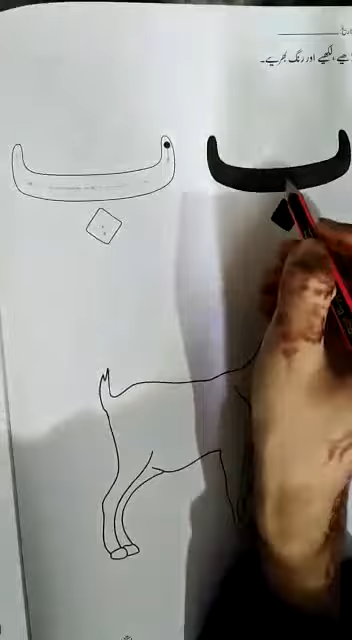 لکھیے اور رنگ بھریے۔
ب ب